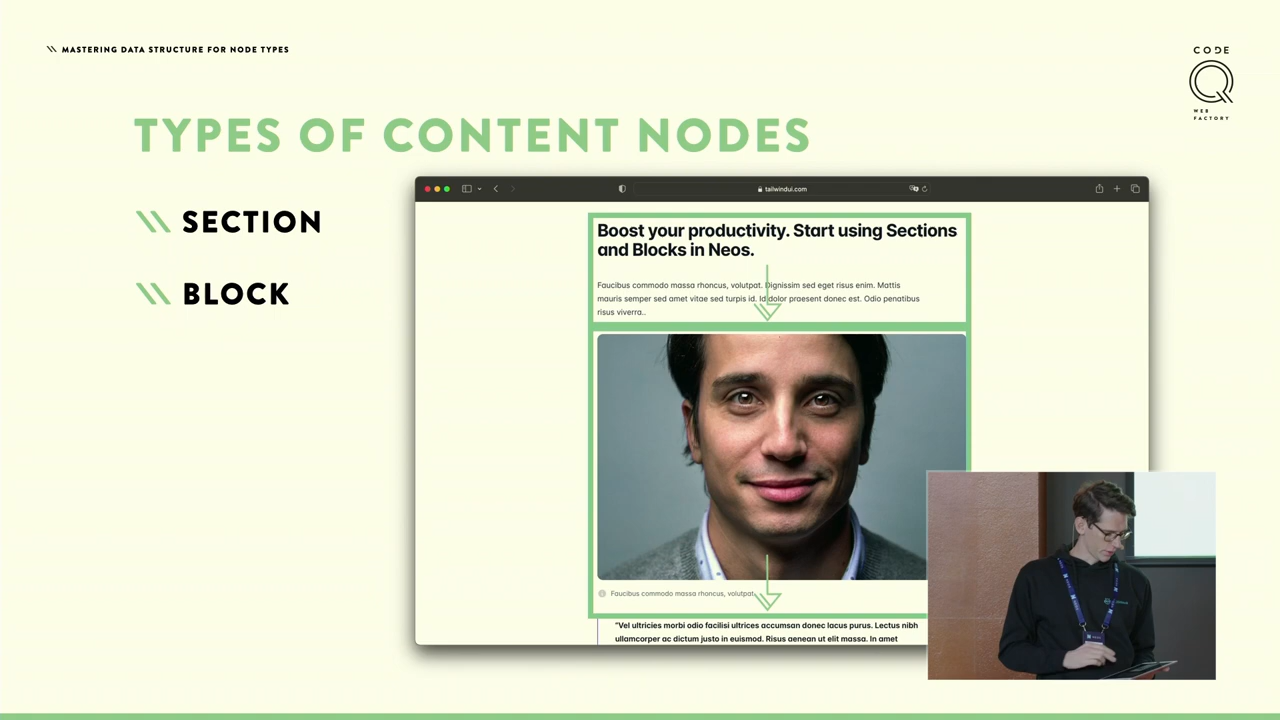 MASTERING DATA STRUCTURE FOR NODE TYPES
CODE
Q
WEB
FACTORY
TYPES OF CONTENT NODES
SECTION
BLOCK
tailwindui.com
Boost your productivity. Start using Sections
and Blocks in Neos.
Faucibus commodo massa rhoncus, volutpat. Dignissim sed eget risus enim. Mattis
mauris semper sed amet vitae sed turpis id. Id dolor praesent donec est. Odio penatibus
risus viverra..
Faucibus commodo massa rhoncus, volutpat.
"Vel ultricies morbi odio facilisi ultrices accumsan donec lacus purus. Lectus nibh
ullamcorper ac dictum justo in euismod. Risus aenean ut elit massa. In amet